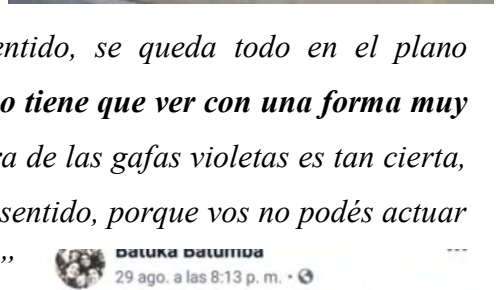 entido, se queda todo en el plano
o tiene que ver con una forma muy
ra de las gafas violetas es tan cierta,
sentido, porque vos no podés actuar
”
Batuka Batumba
29 ago. a las 8:13 p. m. ·